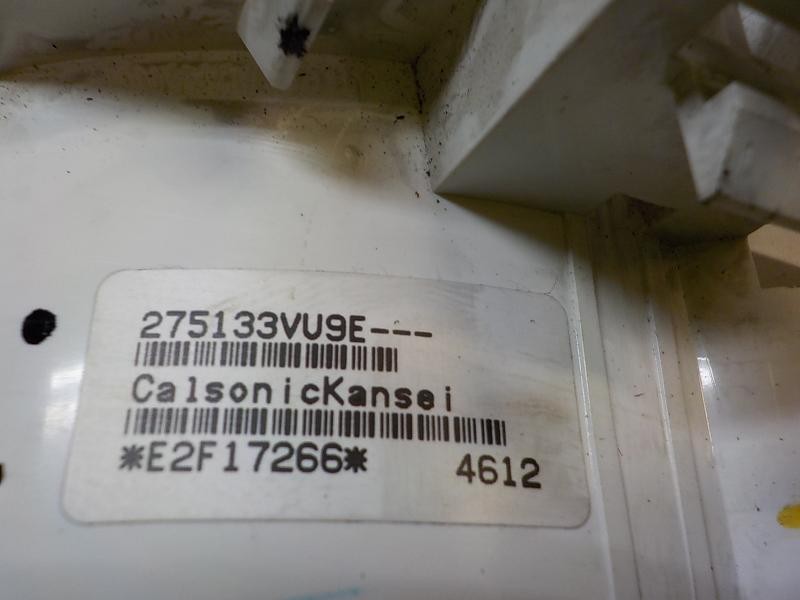 275133VU9E---
CalsonicKansei
*E2F17266* 4612